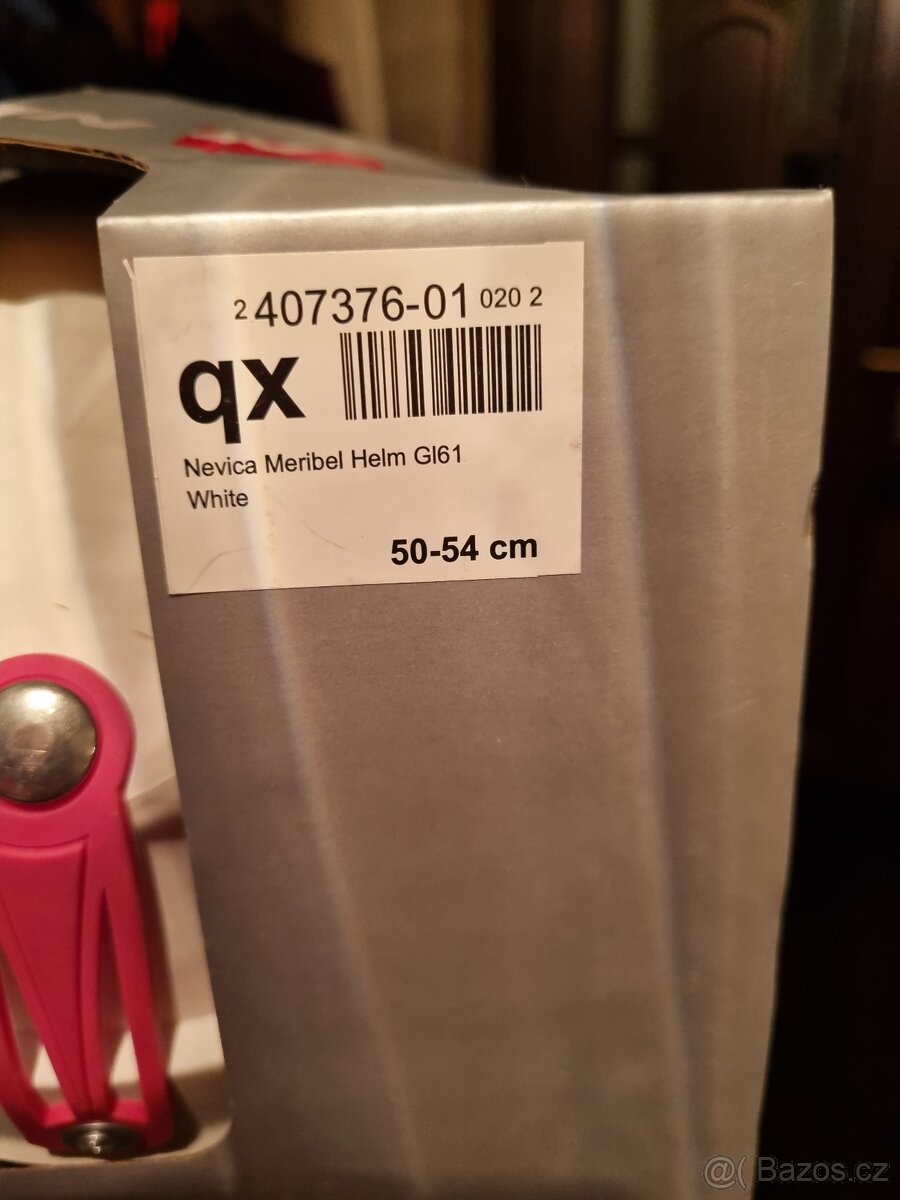 2 407376-01 020 2
qx
Nevica Meribel Helm Gl61
White
50-54 cm
@( Bazos.cz